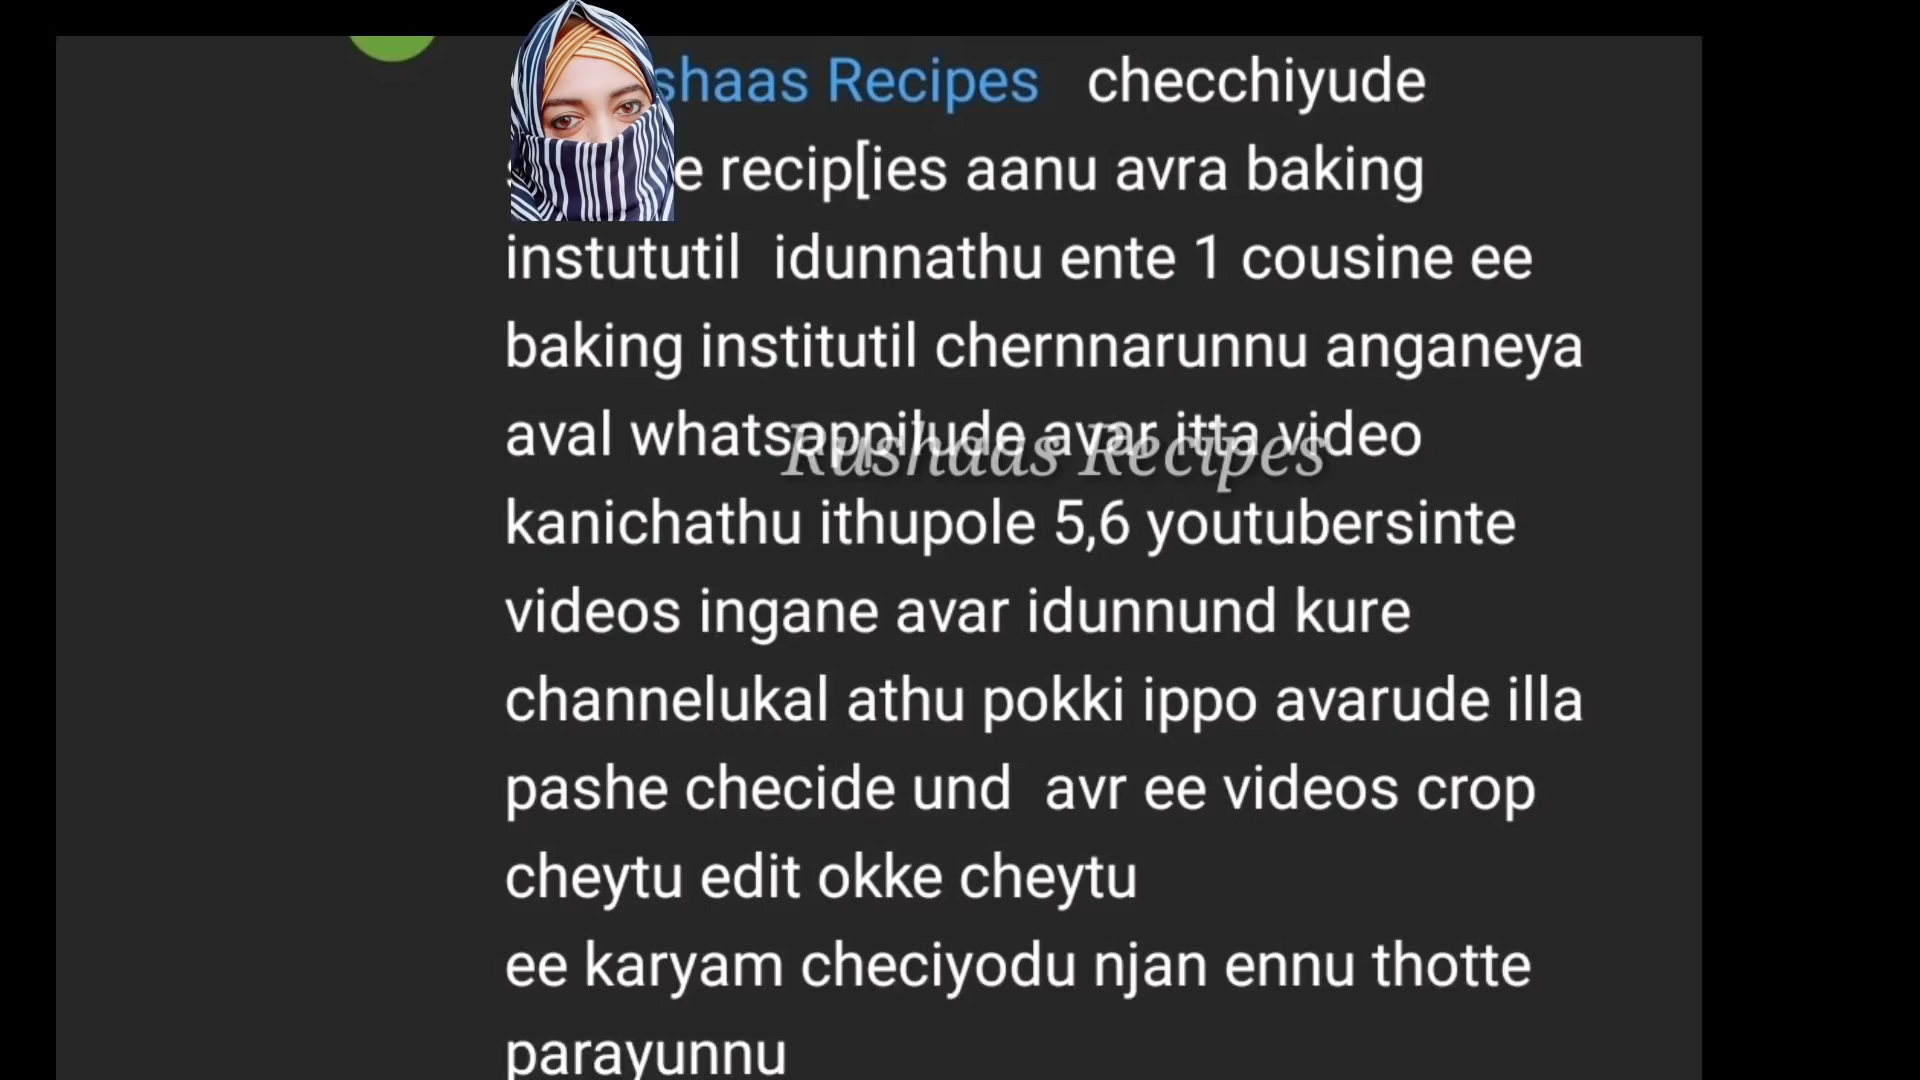 shaas Recipes checchiyude
recip[ies aanu avra baking
instututil idunnathu ente 1 cousine ee
baking institutil chernnarunnu anganeya
aval whatsappilude avar itta video
Rushaas Recipes
kanichathu ithupole 5,6 youtubersinte
videos ingane avar idunnund kure
channelukal athu pokki ippo avarude illa
pashe checide und avr ee videos crop
cheytu edit okke cheytu
ee karyam checiyodu njan ennu thotte
parayunnu